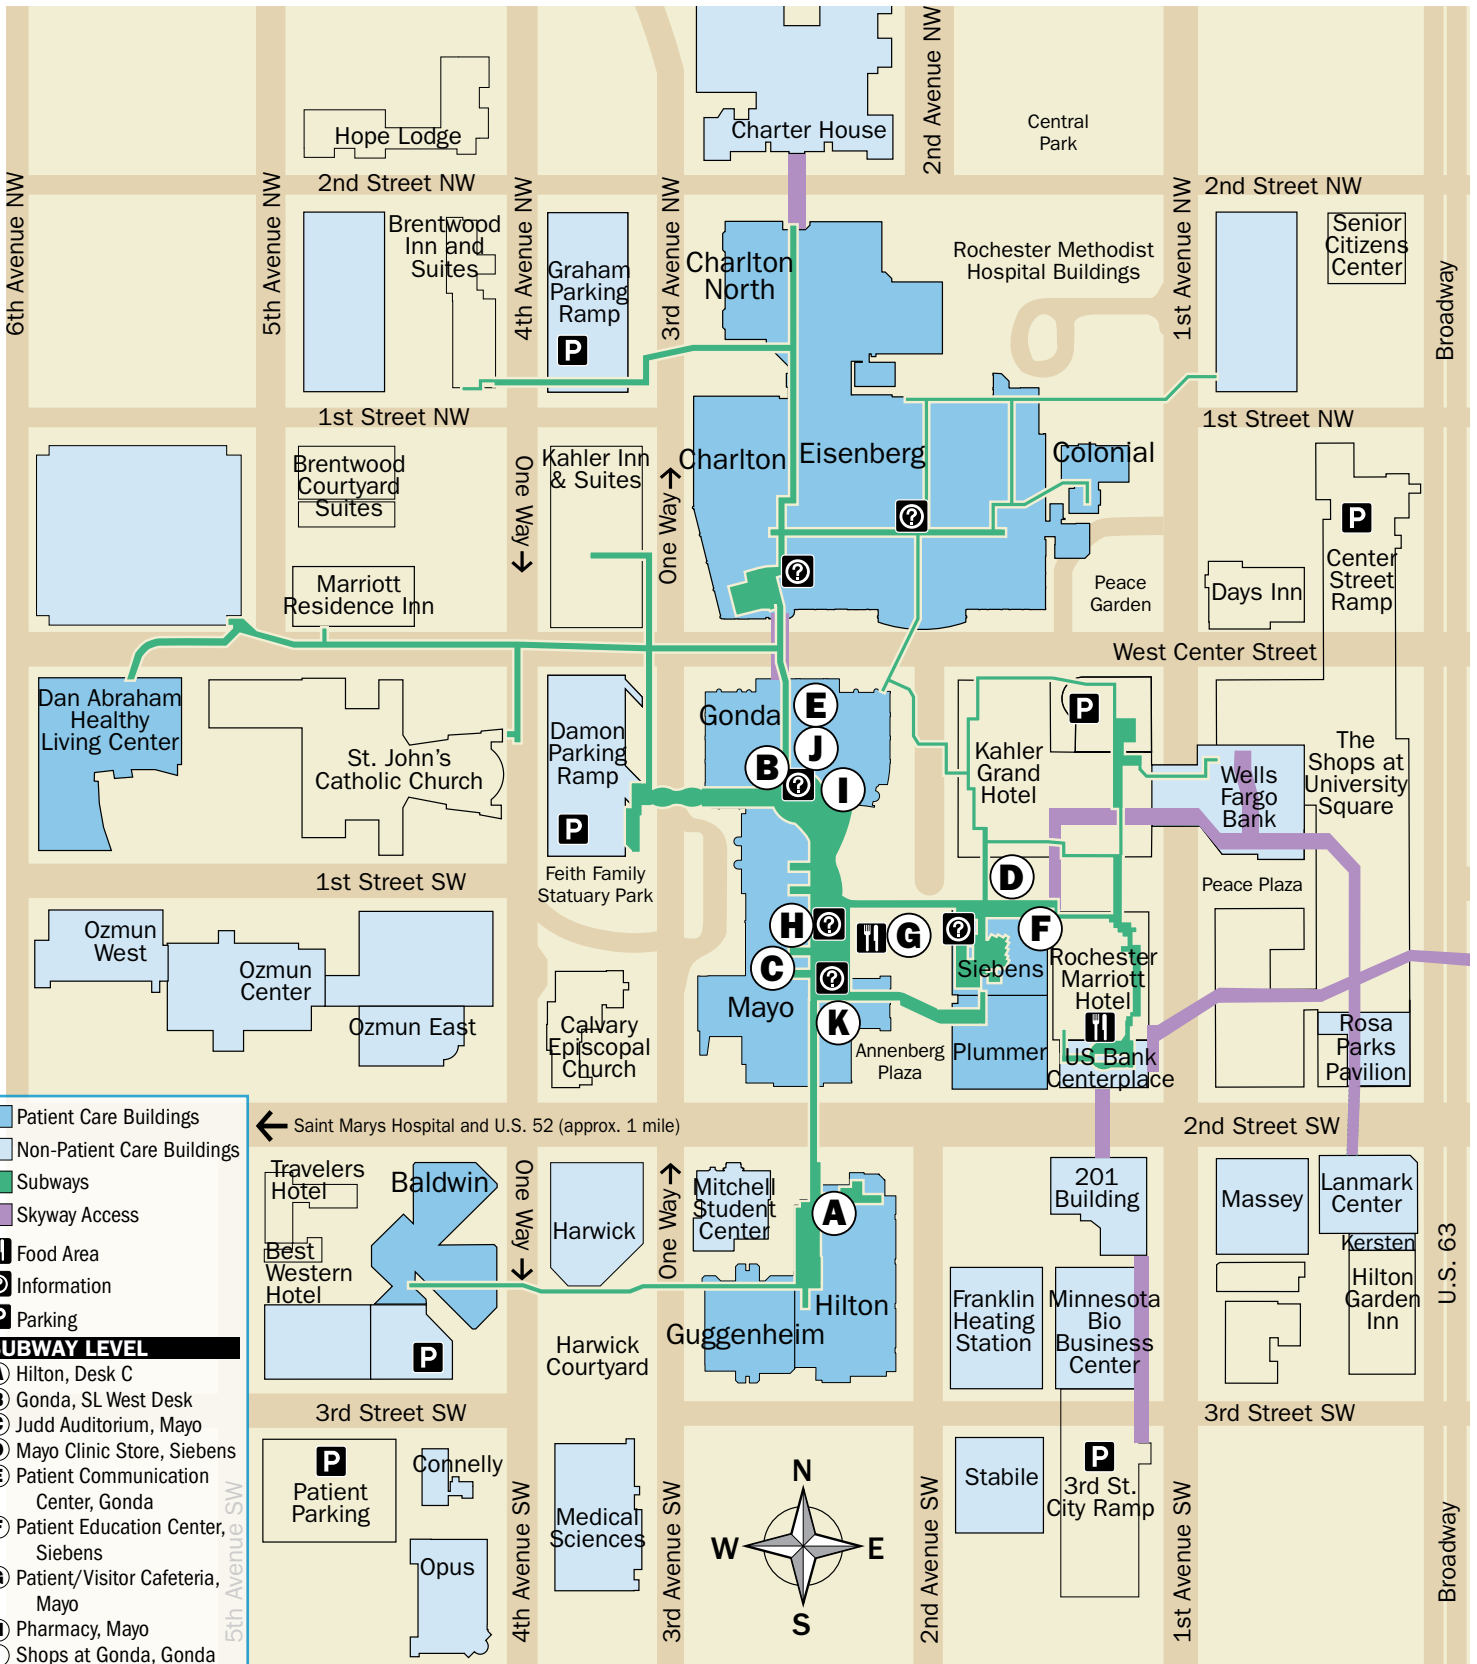 2nd Avenue NW
Charter House
Central
Park
Hope Lodge
2nd Street NW
2nd Street NW
6th Avenue NW
5th Avenue NW
4th Avenue NW
3rd Avenue NW
1st Avenue NW
Broadway
Brentwood
Inn and
Suites
Graham
Parking
Ramp
P
Charlton
North
Rochester Methodist
Hospital Buildings
Senior
Citizens
Center
1st Street NW
1st Street NW
Brentwood
Courtyard
Suites
One Way
Kahler Inn
& Suites
One Way
Charlton
Eisenberg
Colonial
?
?
P
Center
Street
Ramp
Marriott
Residence Inn
Peace
Garden
Days Inn
West Center Street
Dan Abraham
Healthy
Living Center
St. John's
Catholic Church
Damon
Parking
Ramp
P
Gonda
E
J
B
?
I
Kahler
Grand
Hotel
P
Wells
Fargo
Bank
The
Shops at
University
Square
1st Street SW
Feith Family
Statuary Park
D
Peace Plaza
Ozmun
West
Ozmun
Center
Ozmun East
H
?
G
?
F
C
?
Mayo
K
Siebens
Rochester
Marriott
Hotel
Calvary
Episcopal
Church
Annenberg
Plaza
Plummer
US Bank
Centerplace
Rosa
Parks
Pavilion
Saint Marys Hospital and U.S. 52 (approx. 1 mile)
2nd Street SW
Travelers
Hotel
Baldwin
One Way
Harwick
One Way
Mitchell
Student
Center
A
201
Building
Massey
Lanmark
Center
Kersten
Best
Western
Hotel
P
Guggenheim
Hilton
Harwick
Courtyard
Franklin
Heating
Station
Minnesota
Bio
Business
Center
Hilton
Garden
Inn
U.S. 63
3rd Street SW
3rd Street SW
P
Patient
Parking
Connelly
Opus
Medical
Sciences
N
W
E
S
Stabile
P
3rd St.
City Ramp
5th Avenue SW
4th Avenue SW
3rd Avenue SW
2nd Avenue SW
1st Avenue SW
Broadway
Patient Care Buildings
Non-Patient Care Buildings
Subways
Skyway Access
Food Area
? Information
P Parking
SUBWAY LEVEL
A Hilton, Desk C
B Gonda, SL West Desk
C Judd Auditorium, Mayo
D Mayo Clinic Store, Siebens
E Patient Communication
Center, Gonda
F Patient Education Center,
Siebens
G Patient/Visitor Cafeteria,
Mayo
H Pharmacy, Mayo
Shops at Gonda, Gonda